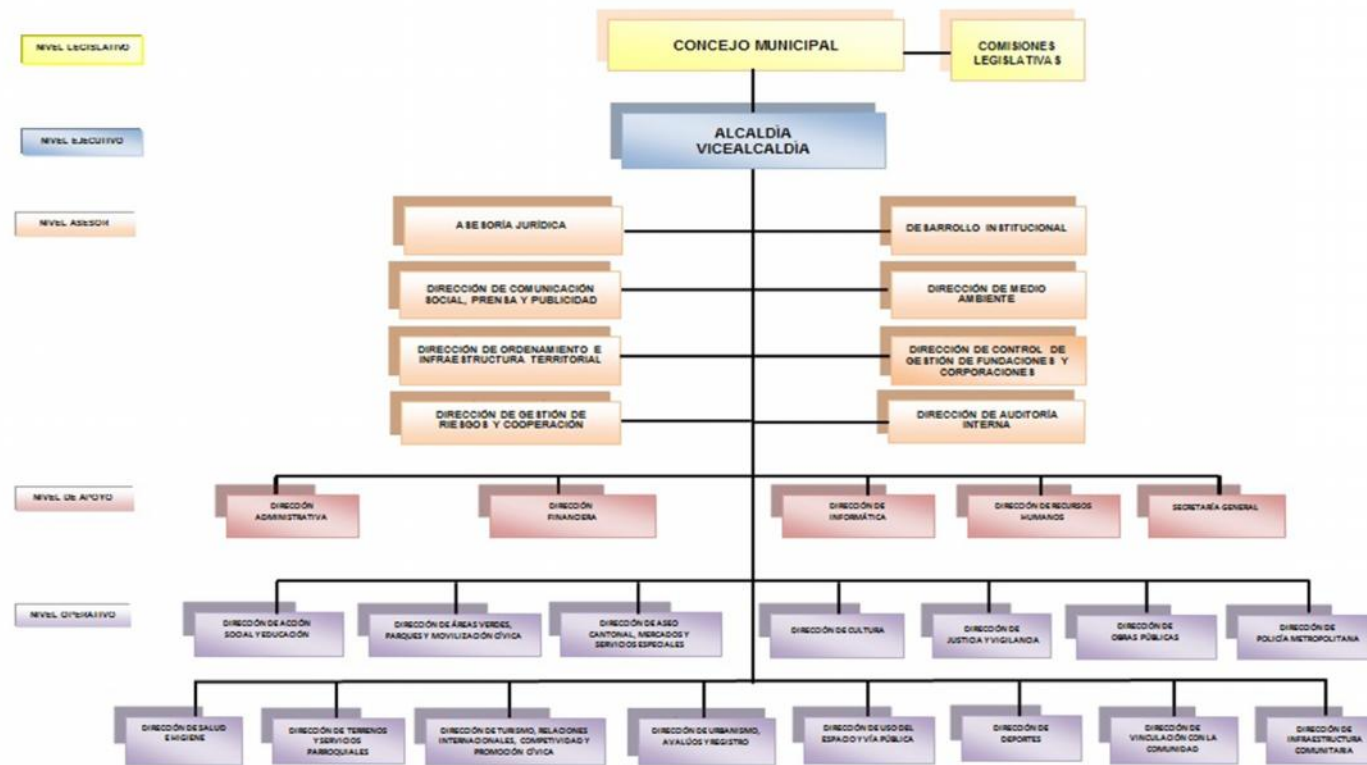 NIVEL LEGISLATIVO
CONCEJO MUNICIPAL
COMISIONES
LEGISLATIVAS
NIVEL EJECUTIVO
ALCALDÌA
VICEALCALDÌA
NIVEL ASESOR
ASESORÍA JURÍDICA
DESARROLLO INSTITUCIONAL
DIRECCIÓN DE COMUNICACIÓN
SOCIAL, PRENSA Y PUBLICIDAD
DIRECCIÓN DE MEDIO
AMBIENTE
DIRECCIÓN DE ORDENAMIENTO E
INFRAESTRUCTURA TERRITORIAL
DIRECCIÓN DE CONTROL DE
GESTIÓN DE FUNDACIONES Y
CORPORACIONES
DIRECCIÓN DE GESTIÓN DE
RIESGOS Y COOPERACIÓN
DIRECCIÓN DE AUDITORÍA
INTERNA
NIVEL DE APOYO
DIRECCIÓN
ADMINISTRATIVA
DIRECCIÓN
FINANCIERA
DIRECCIÓN DE
INFORMÁTICA
DIRECCIÓN DE RECURSOS
HUMANOS
SECRETARÍA GENERAL
NIVEL OPERATIVO
DIRECCIÓN DE ACCIÓN
SOCIAL Y EDUCACIÓN
DIRECCIÓN DE ÁREAS VERDES,
PARQUES Y MOVILIZACIÓN CÍVICA
DIRECCIÓN DE ASEO
CANTONAL, MERCADOS Y
SERVICIOS ESPECIALES
DIRECCIÓN DE CULTURA
DIRECCIÓN DE
JUSTICIA Y VIGILANCIA
DIRECCIÓN DE
OBRAS PÚBLICAS
DIRECCIÓN DE
POLICÍA METROPOLITANA
DIRECCIÓN DE SALUD
E HIGIENE
DIRECCIÓN DE TERRENOS
Y SERVICIOS
PARROQUIALES
DIRECCIÓN DE TURISMO, RELACIONES
INTERNACIONALES, COMPETIVIDAD Y
PROMOCIÓN CÍVICA
DIRECCIÓN DE URBANISMO,
AVALÚOS Y REGISTRO
DIRECCIÓN DE USO DEL
ESPACIO Y VÍA PÚBLICA
DIRECCIÓN DE
DEPORTES
DIRECCIÓN DE
VINCULACIÓN CON LA
COMUNIDAD
DIRECCIÓN DE
INFRAESTRUCTURA
COMUNITARIA